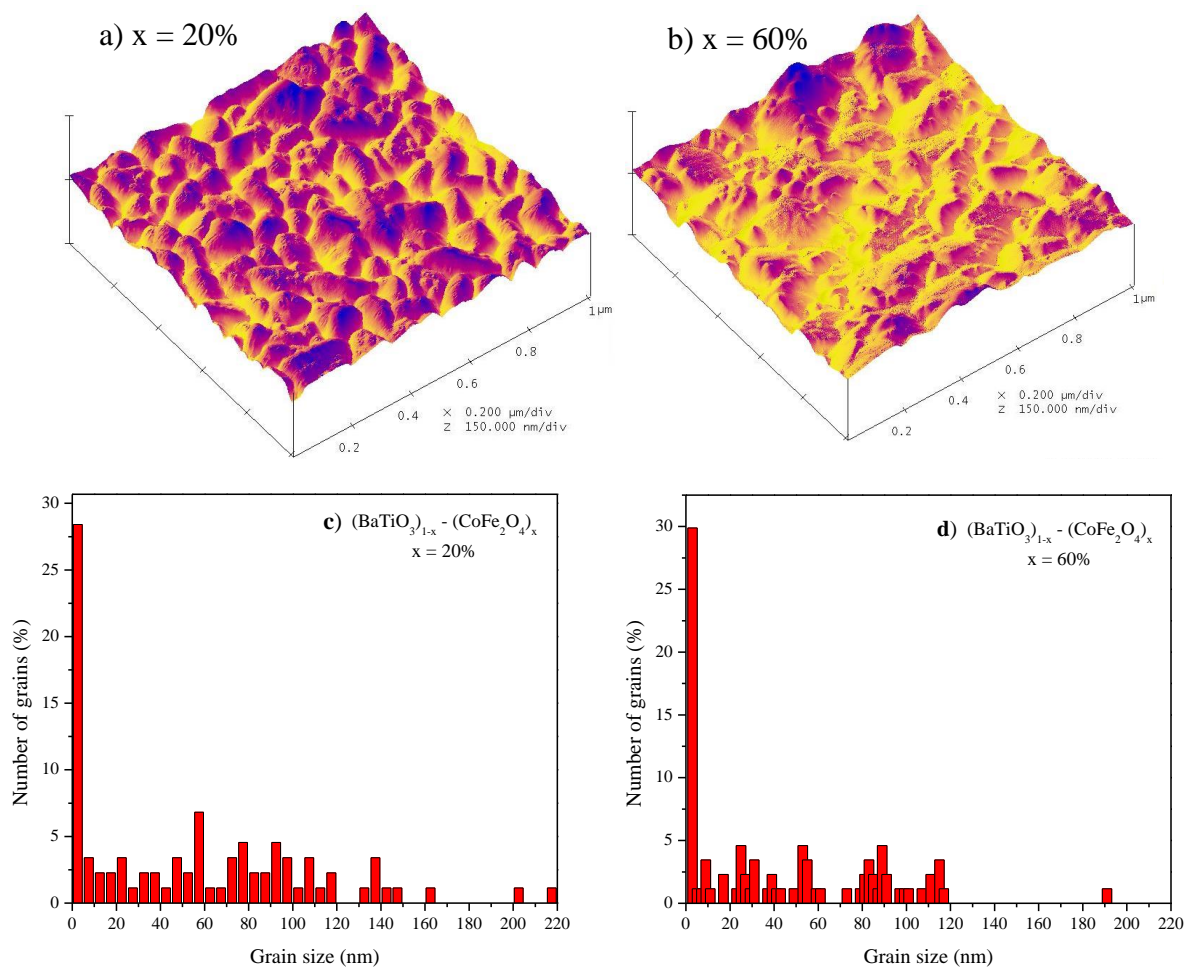 a) x = 20%
1 µm
0.8
0.6
0.4
0.2
X 0.200 µm/div
Z 150.000 nm/div
b) x = 60%
1µm
0.8
0.6
0.4
0.2
X 0.200 µm/div
Z 150.000 nm/div
c) (BaTiO₃)₁₋ₓ - (CoFe₂O₄)ₓ
x = 20%
Number of grains (%)
30
25
20
15
10
5
0
0 20 40 60 80 100 120 140 160 180 200 220
Grain size (nm)
d) (BaTiO₃)₁₋ₓ - (CoFe₂O₄)ₓ
x = 60%
Number of grains (%)
30
25
20
15
10
5
0
0 20 40 60 80 100 120 140 160 180 200 220
Grain size (nm)